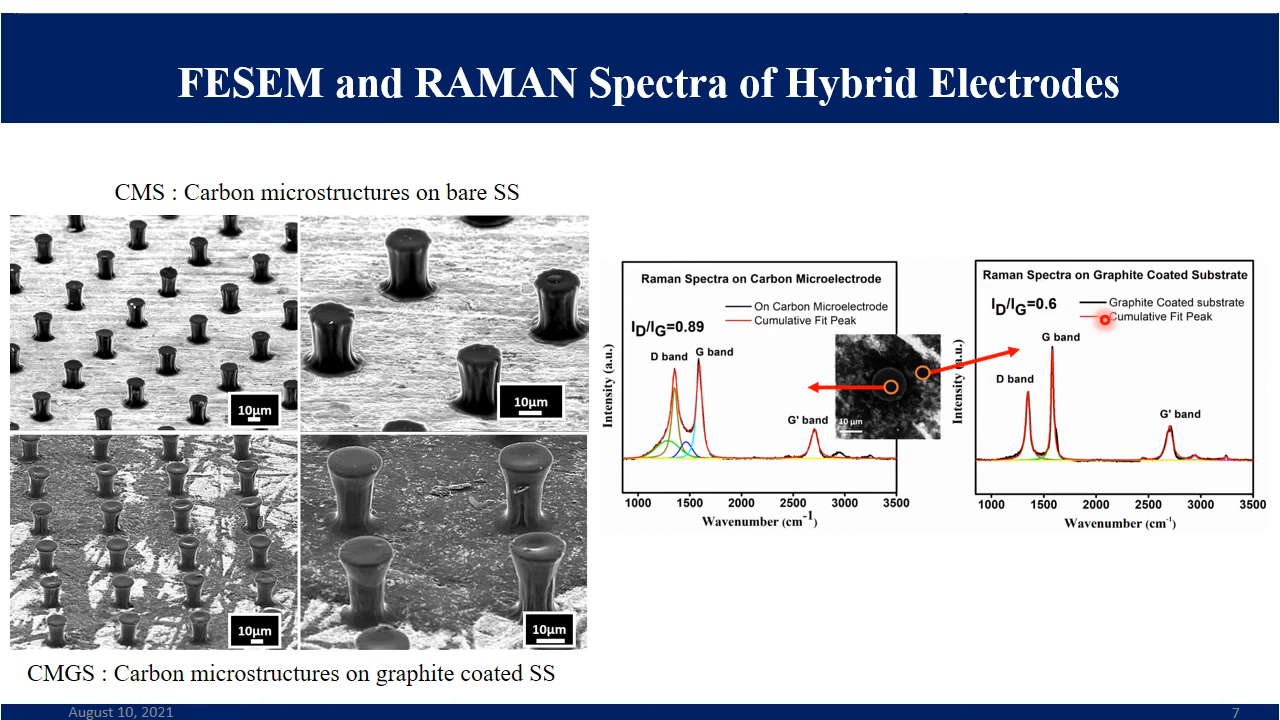 FESEM and RAMAN Spectra of Hybrid Electrodes
CMS : Carbon microstructures on bare SS
10µm
10µm
10µm
10µm
CMGS : Carbon microstructures on graphite coated SS
Raman Spectra on Carbon Microelectrode
On Carbon Microelectrode
Cumulative Fit Peak
ID/IG=0.89
D band
G band
G' band
Intensity (a.u.)
1000 1500 2000 2500 3000 3500
Wavenumber (cm-1)
10 µm
Raman Spectra on Graphite Coated Substrate
ID/IG=0.6
Graphite Coated substrate
Cumulative Fit Peak
G band
D band
G' band
Intensity (a.u.)
1000 1500 2000 2500 3000 3500
Wavenumber (cm-1)
August 10, 2021
7